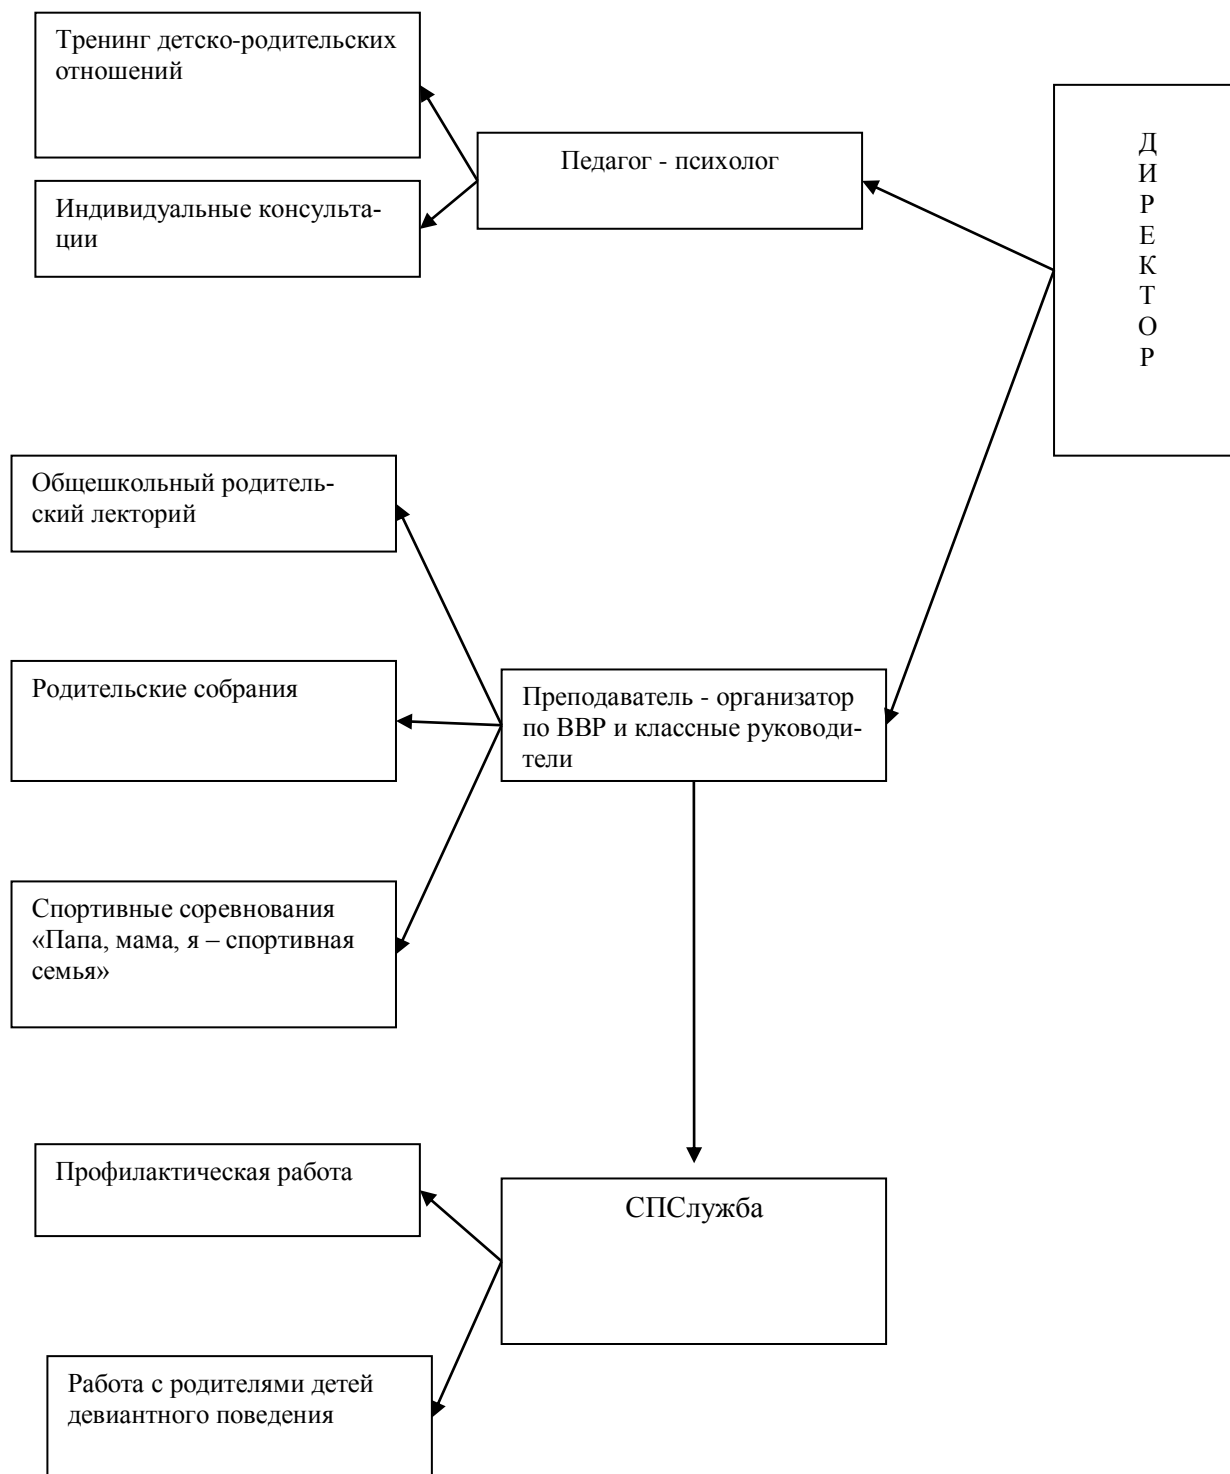 Тренинг детско-родительских
отношений
Педагог - психолог
Д
И
Р
Е
К
Т
О
Р
Индивидуальные консульта-
ции
Общешкольный родитель-
ский лекторий
Родительские собрания
Преподаватель - организатор
по ВВР и классные руководи-
тели
Спортивные соревнования
«Папа, мама, я – спортивная
семья»
Профилактическая работа
СПСлужба
Работа с родителями детей
девиантного поведения